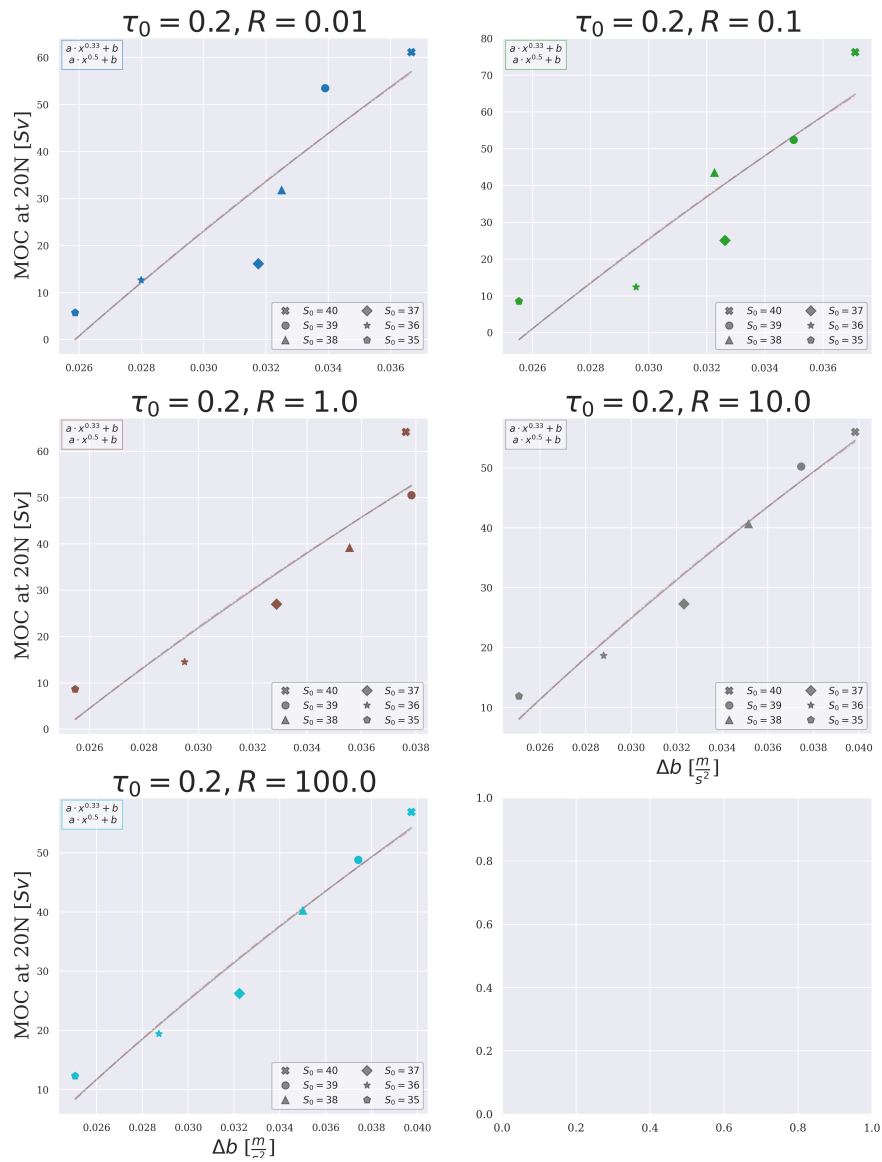 τ₀ = 0.2, R = 0.01
a · x^0.33 + b
a · x^0.5 + b
MOC at 20N [Sv]
60
50
40
30
20
10
0
S₀ = 40 S₀ = 37
S₀ = 39 S₀ = 36
S₀ = 38 S₀ = 35
0.026 0.028 0.030 0.032 0.034 0.036
τ₀ = 0.2, R = 0.1
a · x^0.33 + b
a · x^0.5 + b
80
70
60
50
40
30
20
10
0
S₀ = 40 S₀ = 37
S₀ = 39 S₀ = 36
S₀ = 38 S₀ = 35
0.026 0.028 0.030 0.032 0.034 0.036
τ₀ = 0.2, R = 1.0
a · x^0.33 + b
a · x^0.5 + b
MOC at 20N [Sv]
60
50
40
30
20
10
0
S₀ = 40 S₀ = 37
S₀ = 39 S₀ = 36
S₀ = 38 S₀ = 35
0.026 0.028 0.030 0.032 0.034 0.036 0.038
τ₀ = 0.2, R = 10.0
a · x^0.33 + b
a · x^0.5 + b
50
40
30
20
10
S₀ = 40 S₀ = 37
S₀ = 39 S₀ = 36
S₀ = 38 S₀ = 35
0.026 0.028 0.030 0.032 0.034 0.036 0.038 0.040
Δb [m/s²]
τ₀ = 0.2, R = 100.0
a · x^0.33 + b
a · x^0.5 + b
MOC at 20N [Sv]
50
40
30
20
10
S₀ = 40 S₀ = 37
S₀ = 39 S₀ = 36
S₀ = 38 S₀ = 35
0.026 0.028 0.030 0.032 0.034 0.036 0.038 0.040
Δb [m/s²]
1.0
0.8
0.6
0.4
0.2
0.0
0.0 0.2 0.4 0.6 0.8 1.0